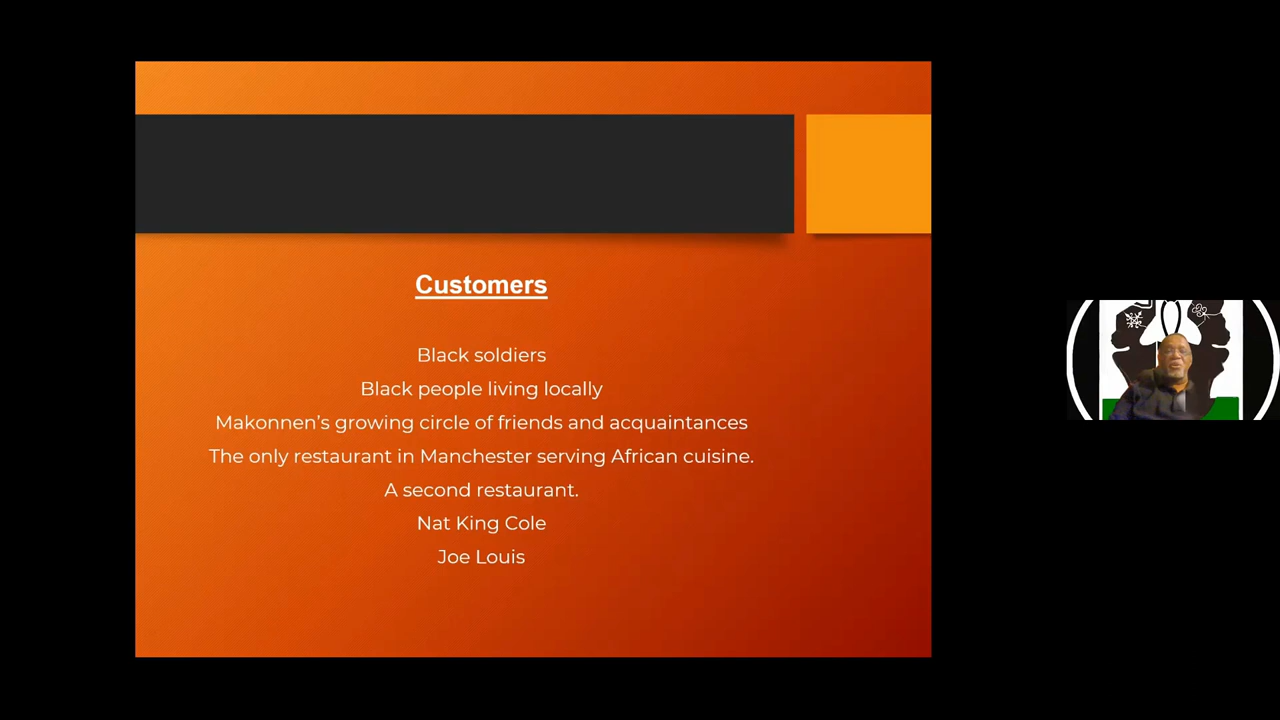 Customers
Black soldiers
Black people living locally
Makonnen’s growing circle of friends and acquaintances
The only restaurant in Manchester serving African cuisine.
A second restaurant.
Nat King Cole
Joe Louis